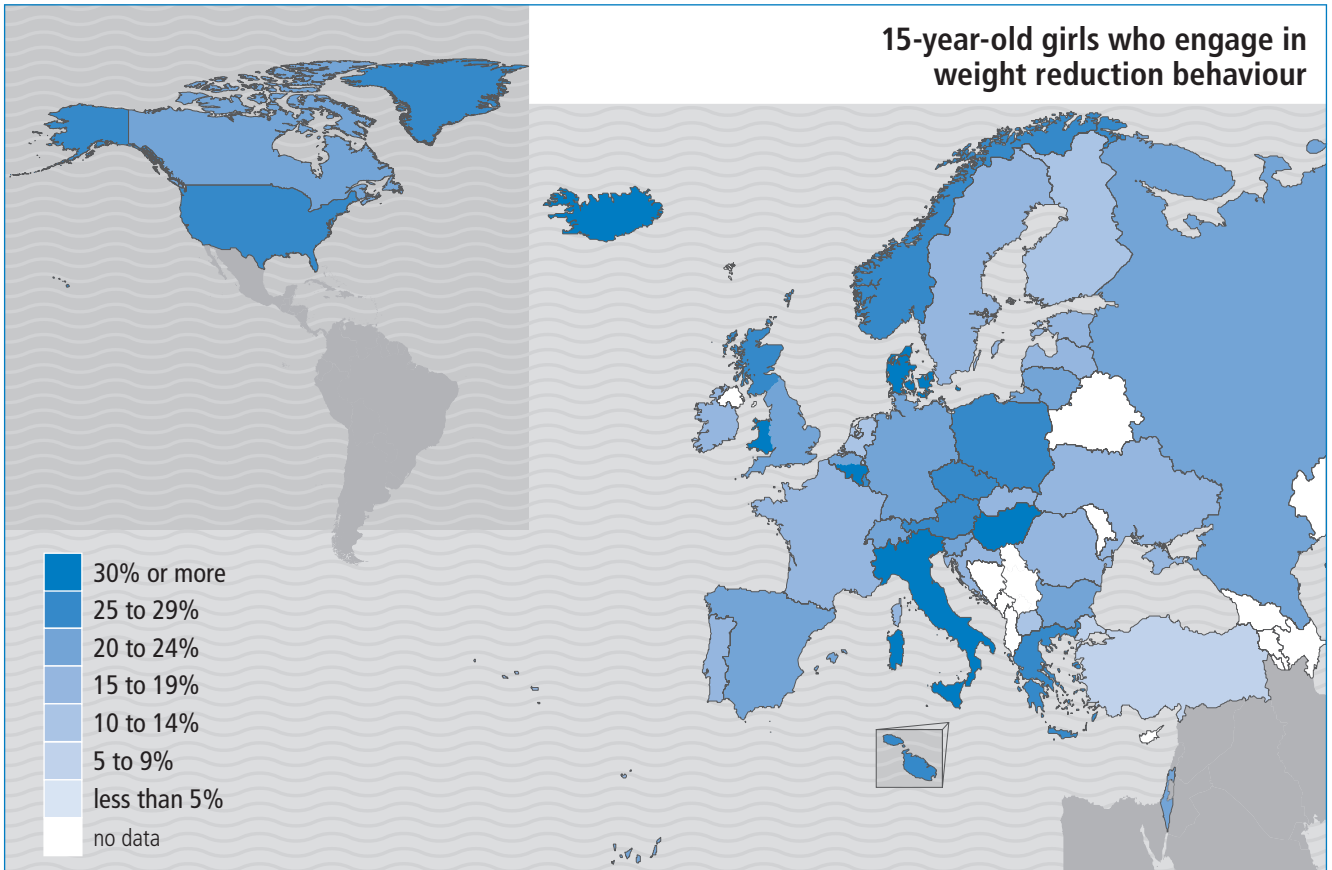 15-year-old girls who engage in
weight reduction behaviour
30% or more
25 to 29%
20 to 24%
15 to 19%
10 to 14%
5 to 9%
less than 5%
no data